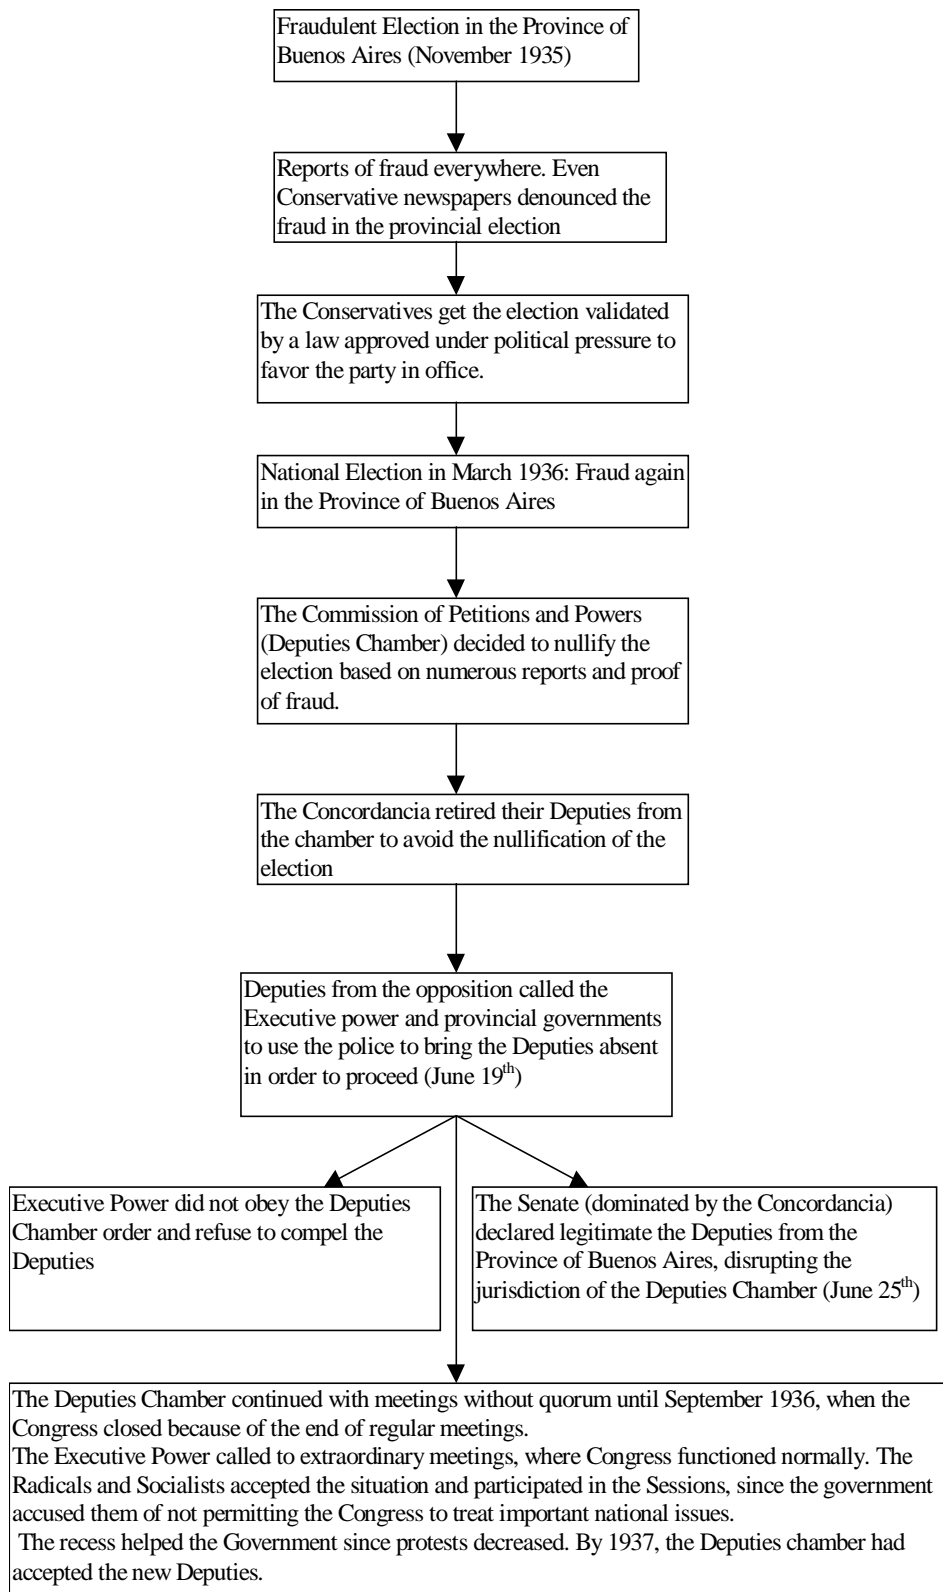 Fraudulent Election in the Province of
Buenos Aires (November 1935)
Reports of fraud everywhere. Even
Conservative newspapers denounced the
fraud in the provincial election
The Conservatives get the election validated
by a law approved under political pressure to
favor the party in office.
National Election in March 1936: Fraud again
in the Province of Buenos Aires
The Commission of Petitions and Powers
(Deputies Chamber) decided to nullify the
election based on numerous reports and proof
of fraud.
The Concordancia retired their Deputies from
the chamber to avoid the nullification of the
election
Deputies from the opposition called the
Executive power and provincial governments
to use the police to bring the Deputies absent
in order to proceed (June 19th)
Executive Power did not obey the Deputies
Chamber order and refuse to compel the
Deputies
The Senate (dominated by the Concordancia)
declared legitimate the Deputies from the
Province of Buenos Aires, disrupting the
jurisdiction of the Deputies Chamber (June 25th)
The Deputies Chamber continued with meetings without quorum until September 1936, when the
Congress closed because of the end of regular meetings.
The Executive Power called to extraordinary meetings, where Congress functioned normally. The
Radicals and Socialists accepted the situation and participated in the Sessions, since the government
accused them of not permitting the Congress to treat important national issues.
The recess helped the Government since protests decreased. By 1937, the Deputies chamber had
accepted the new Deputies.